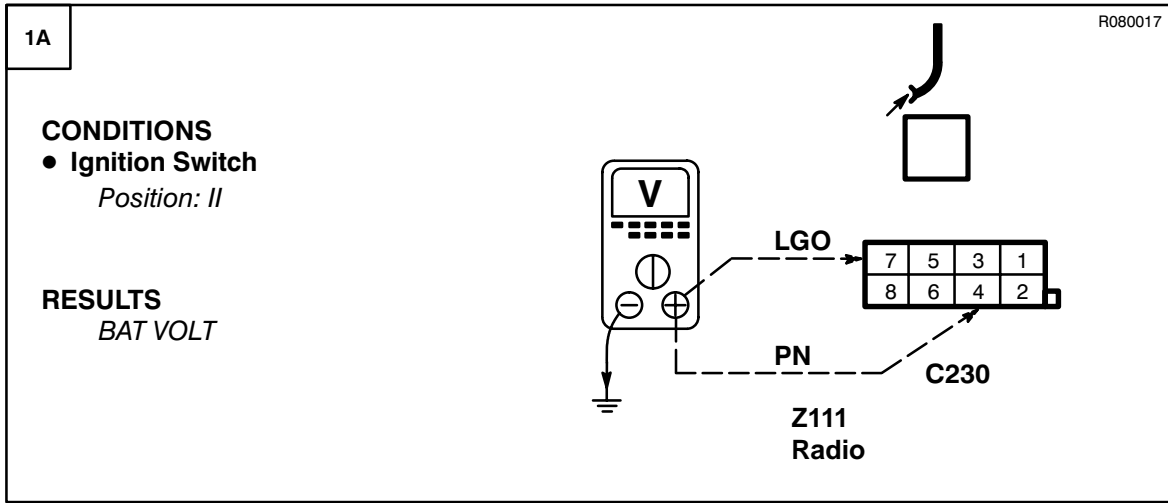 1A
R080017
CONDITIONS
● Ignition Switch
Position: II
RESULTS
BAT VOLT
V
LGO
7 5 3 1
8 6 4 2
PN
C230
Z111
Radio